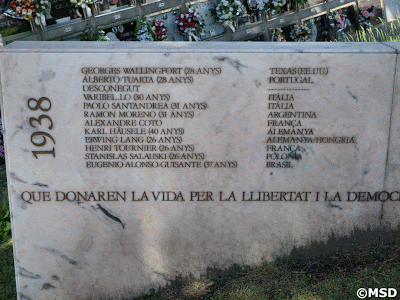 1938
GEORGES WALLINGFORT (28 ANYS) TEXAS (EE.UU.)
ALBERTO TUARTA (28 ANYS) PORTUGAL
DESCONEGUT ------------
VARIBEL.LO (30 ANYS) ITÀLIA
PAOLO SANTANDREA (31 ANYS) ITÀLIA
RAMON MORENO (31 ANYS) ARGENTINA
ALEXANDRE COTO FRANÇA
KARL HÄUSELE (40 ANYS) ALEMANYA
ERWING LANG (26 ANYS) ALEMANYA/HONGRIA
HENRI TOURNIER (26 ANYS) FRANÇA
STANISLAS SALAUSKI (26 ANYS) POLÒNIA
EUGENIO ALONSO GUISANTE (37 ANYS) BRASIL
QUE DONAREN LA VIDA PER LA LLIBERTAT I LA DEMOC
©MSD